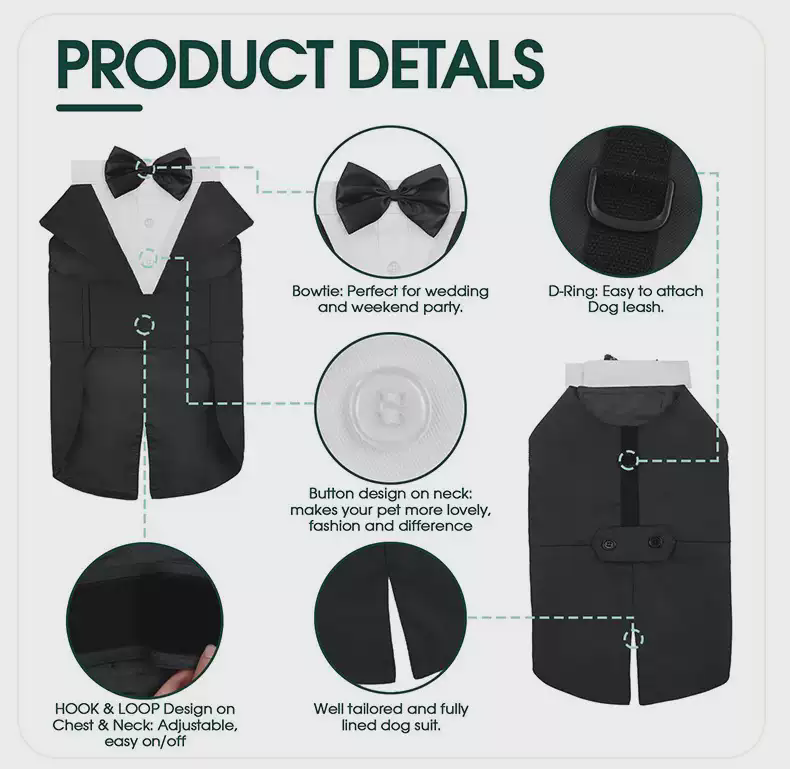 PRODUCT DETALS
Bowtie: Perfect for wedding
and weekend party.
D-Ring: Easy to attach
Dog leash.
Button design on neck:
makes your pet more lovely,
fashion and difference
HOOK & LOOP Design on
Chest & Neck: Adjustable,
easy on/off
Well tailored and fully
lined dog suit.